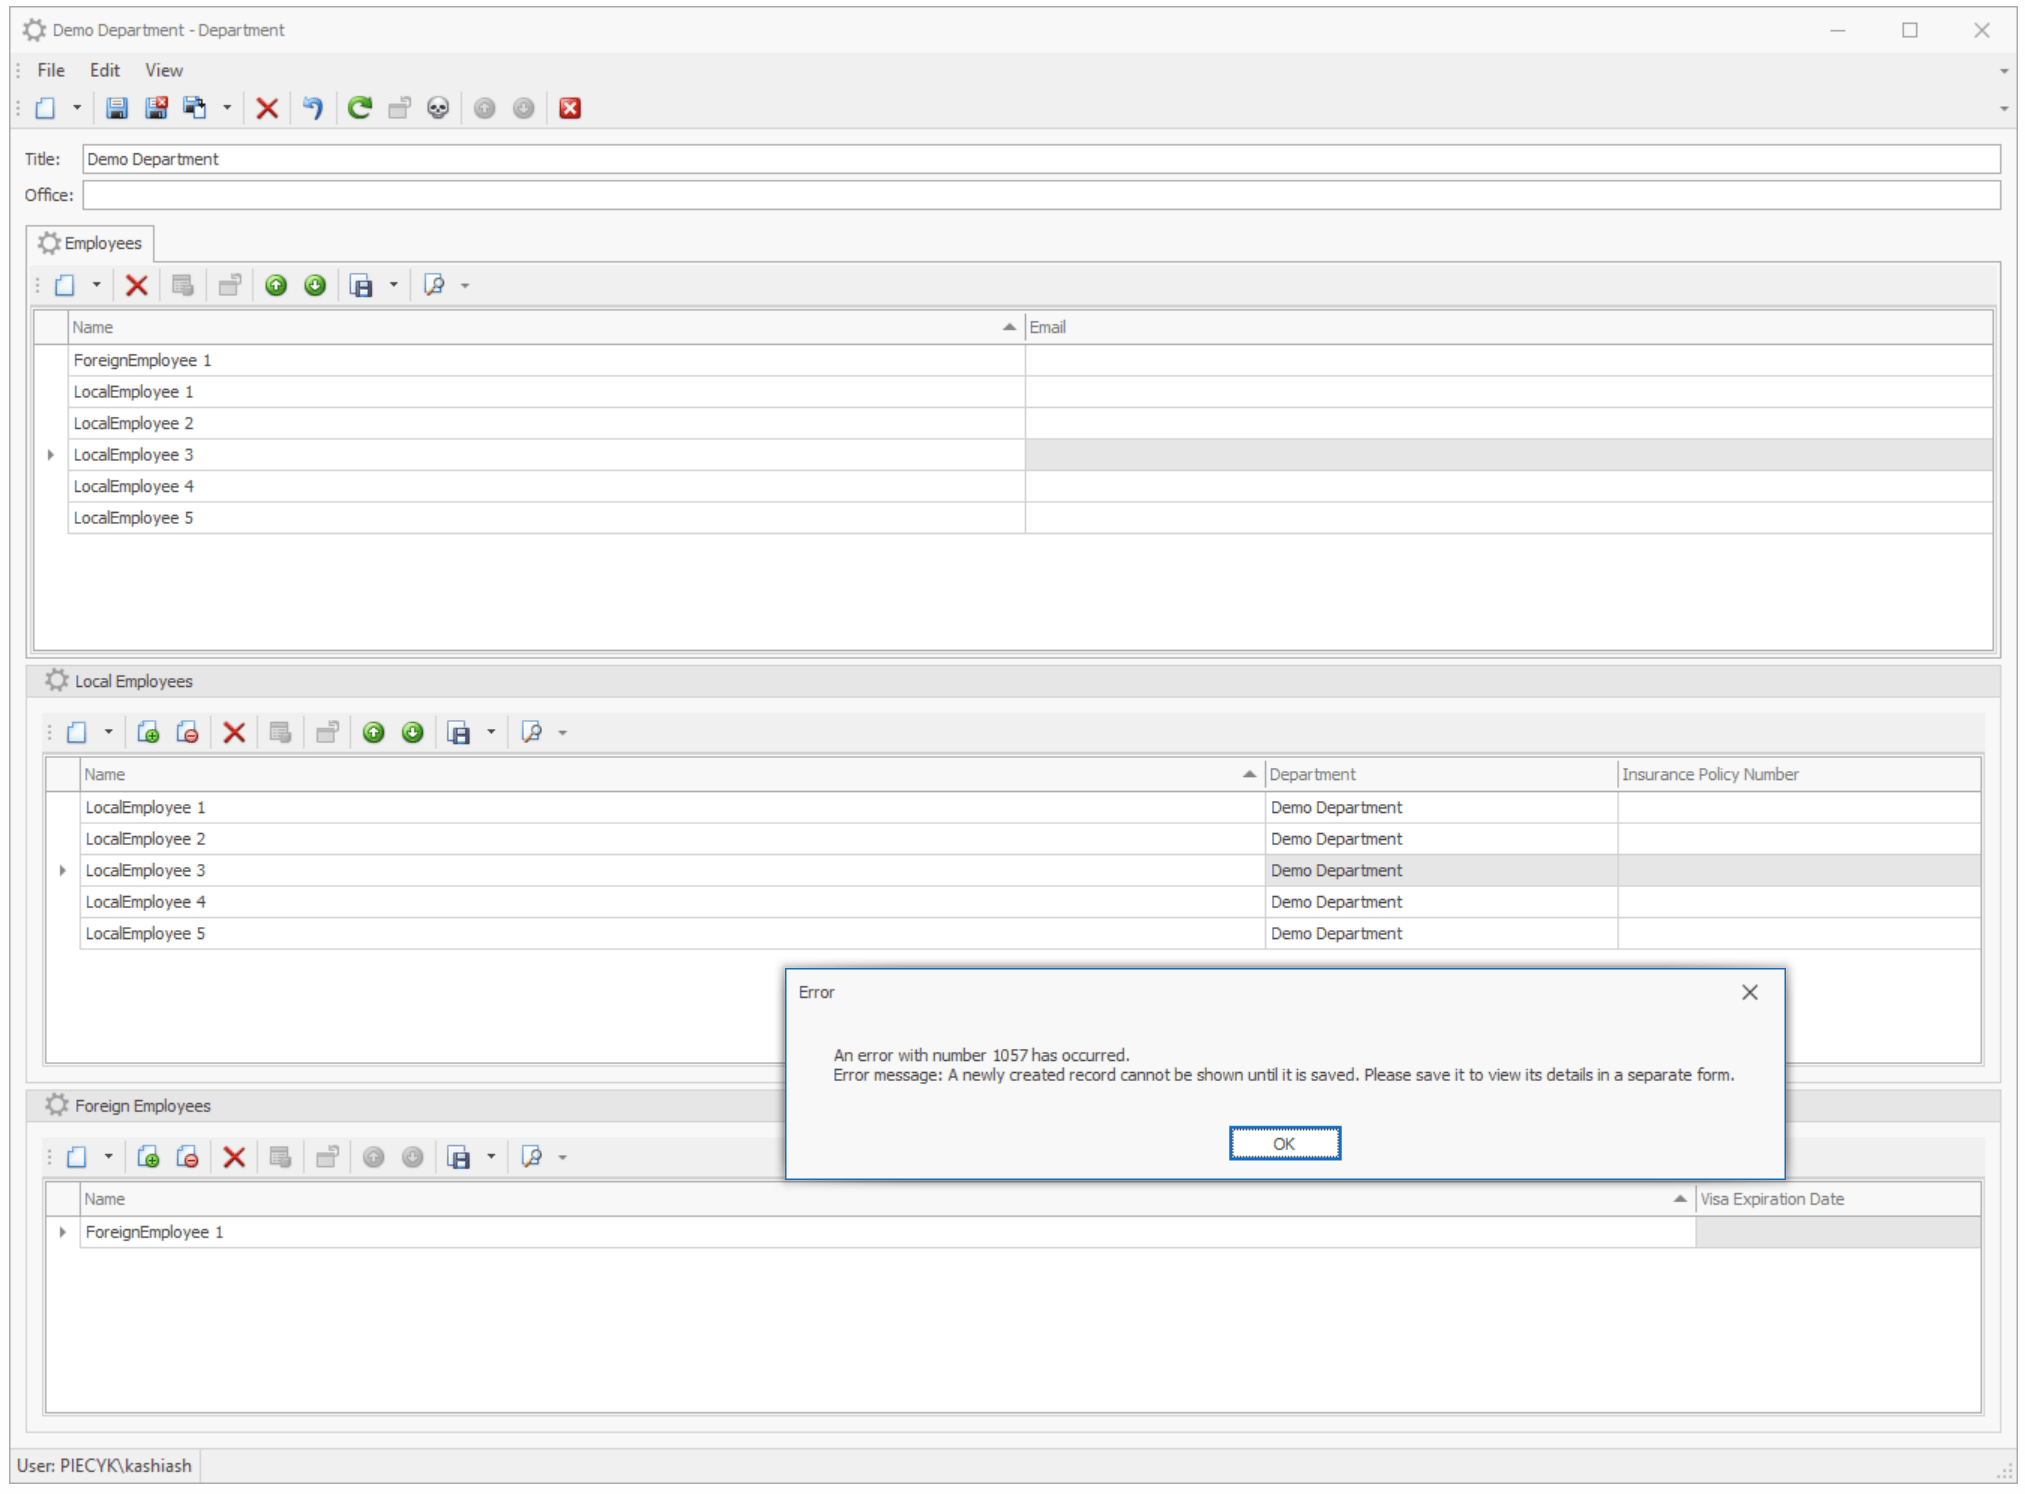 Demo Department - Department
File Edit View
Title: Demo Department
Office:
Employees
Name Email
ForeignEmployee 1
LocalEmployee 1
LocalEmployee 2
LocalEmployee 3
LocalEmployee 4
LocalEmployee 5
Local Employees
Name Department Insurance Policy Number
LocalEmployee 1 Demo Department
LocalEmployee 2 Demo Department
LocalEmployee 3 Demo Department
LocalEmployee 4 Demo Department
LocalEmployee 5 Demo Department
Error
An error with number 1057 has occurred.
Error message: A newly created record cannot be shown until it is saved. Please save it to view its details in a separate form.
OK
Foreign Employees
Name Visa Expiration Date
ForeignEmployee 1
User: PIECYK\kashiash